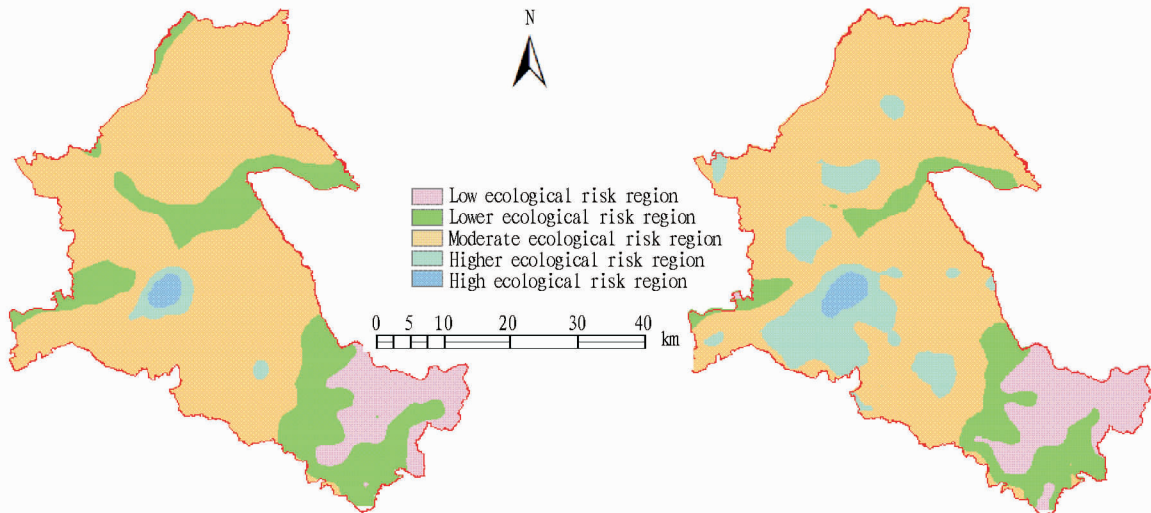 N
Low ecological risk region
Lower ecological risk region
Moderate ecological risk region
Higher ecological risk region
High ecological risk region
0 5 10 20 30 40
km